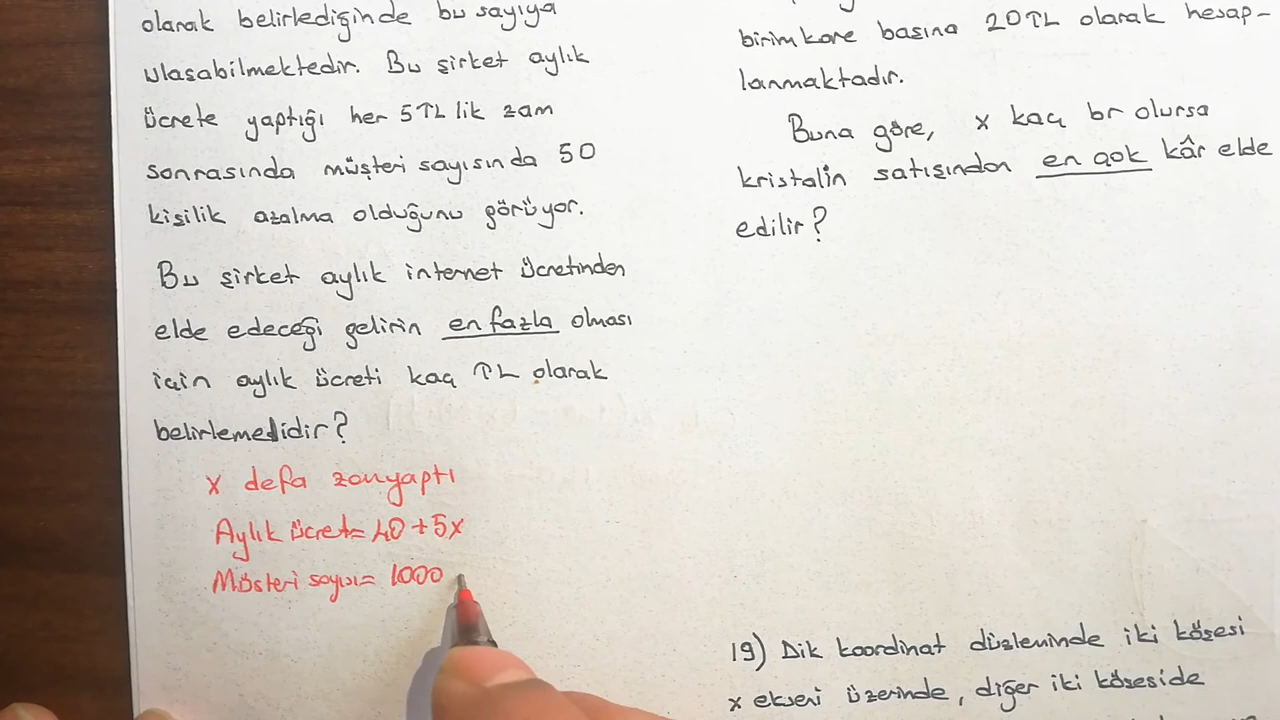 olarak belirlediğinde bu sayıya
ulaşabilmektedir. Bu şirket aylık
ücrete yaptığı her 5TL lik zam
sonrasında müşteri sayısında 50
kişilik azalma olduğunu görüyor.
Bu şirket aylık internet ücretinden
elde edeceği gelirin en fazla olması
için aylık ücreti kaç TL olarak
belirlemelidir?
x defa zam yaptı
Aylık ücret= 40+5x
Müşteri sayısı= 1000
birimkare başına 20TL olarak hesap-
lanmaktadır.
Buna göre, x kaç br olursa
kristalin satışından en çok kâr elde
edilir?
19) Dik koordinat düzleminde iki köşesi
x ekseni üzerinde, diğer iki köşeside